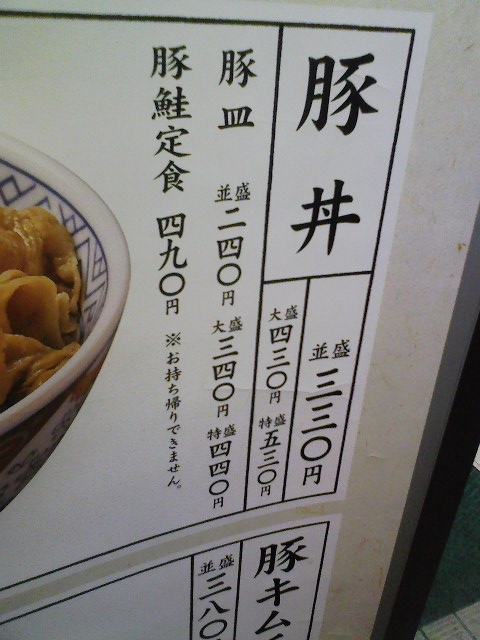 豚丼
並盛 三三〇円
大盛 四三〇円 特盛 五三〇円
豚皿 並盛 二四〇円 大盛 三四〇円 特盛 四四〇円
豚鮭定食 四九〇円 ※お持ち帰りできません。
豚キム
並盛 三八〇